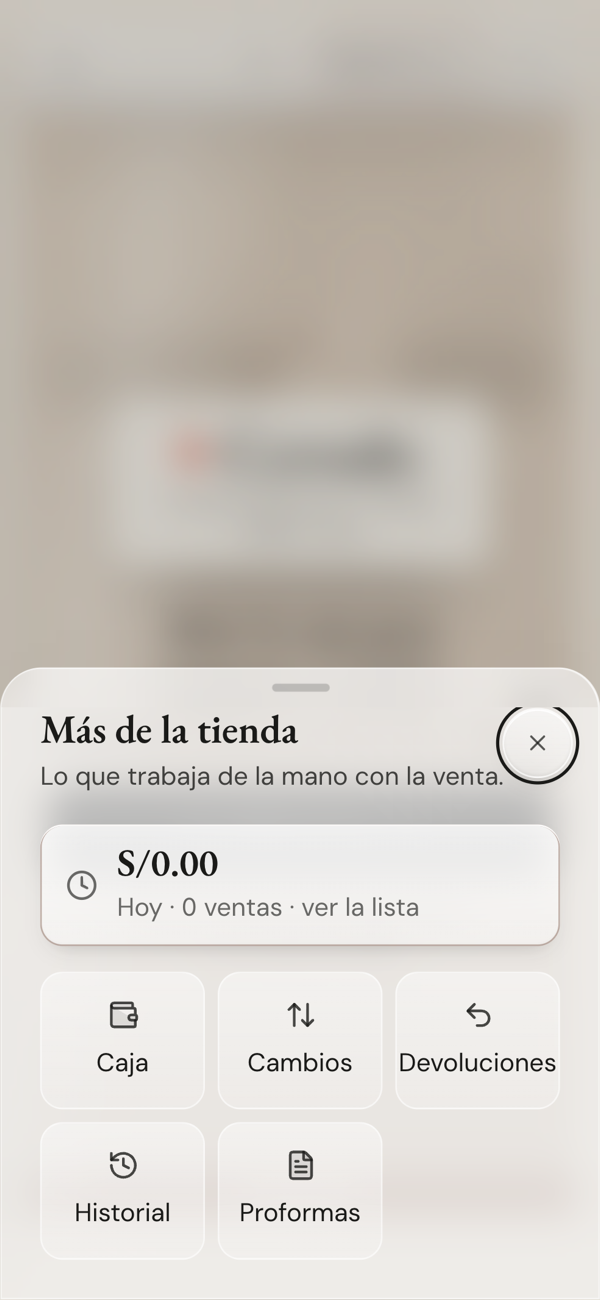 Más de la tienda
Lo que trabaja de la mano con la venta.
S/0.00
Hoy · 0 ventas · ver la lista
Caja
Cambios
Devoluciones
Historial
Proformas